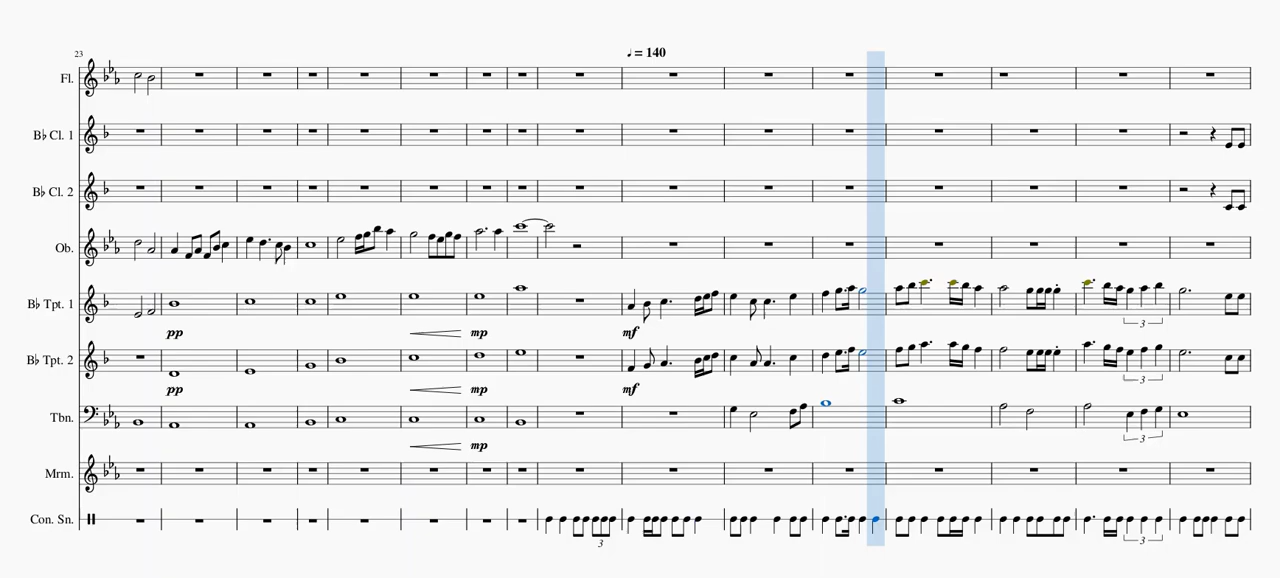 23
♩ = 140
Fl.
B♭ Cl. 1
B♭ Cl. 2
Ob.
B♭ Tpt. 1
pp mp mf 3
B♭ Tpt. 2
pp mp mf 3
Tbn.
mp 3
Mrm.
Con. Sn.
3 3